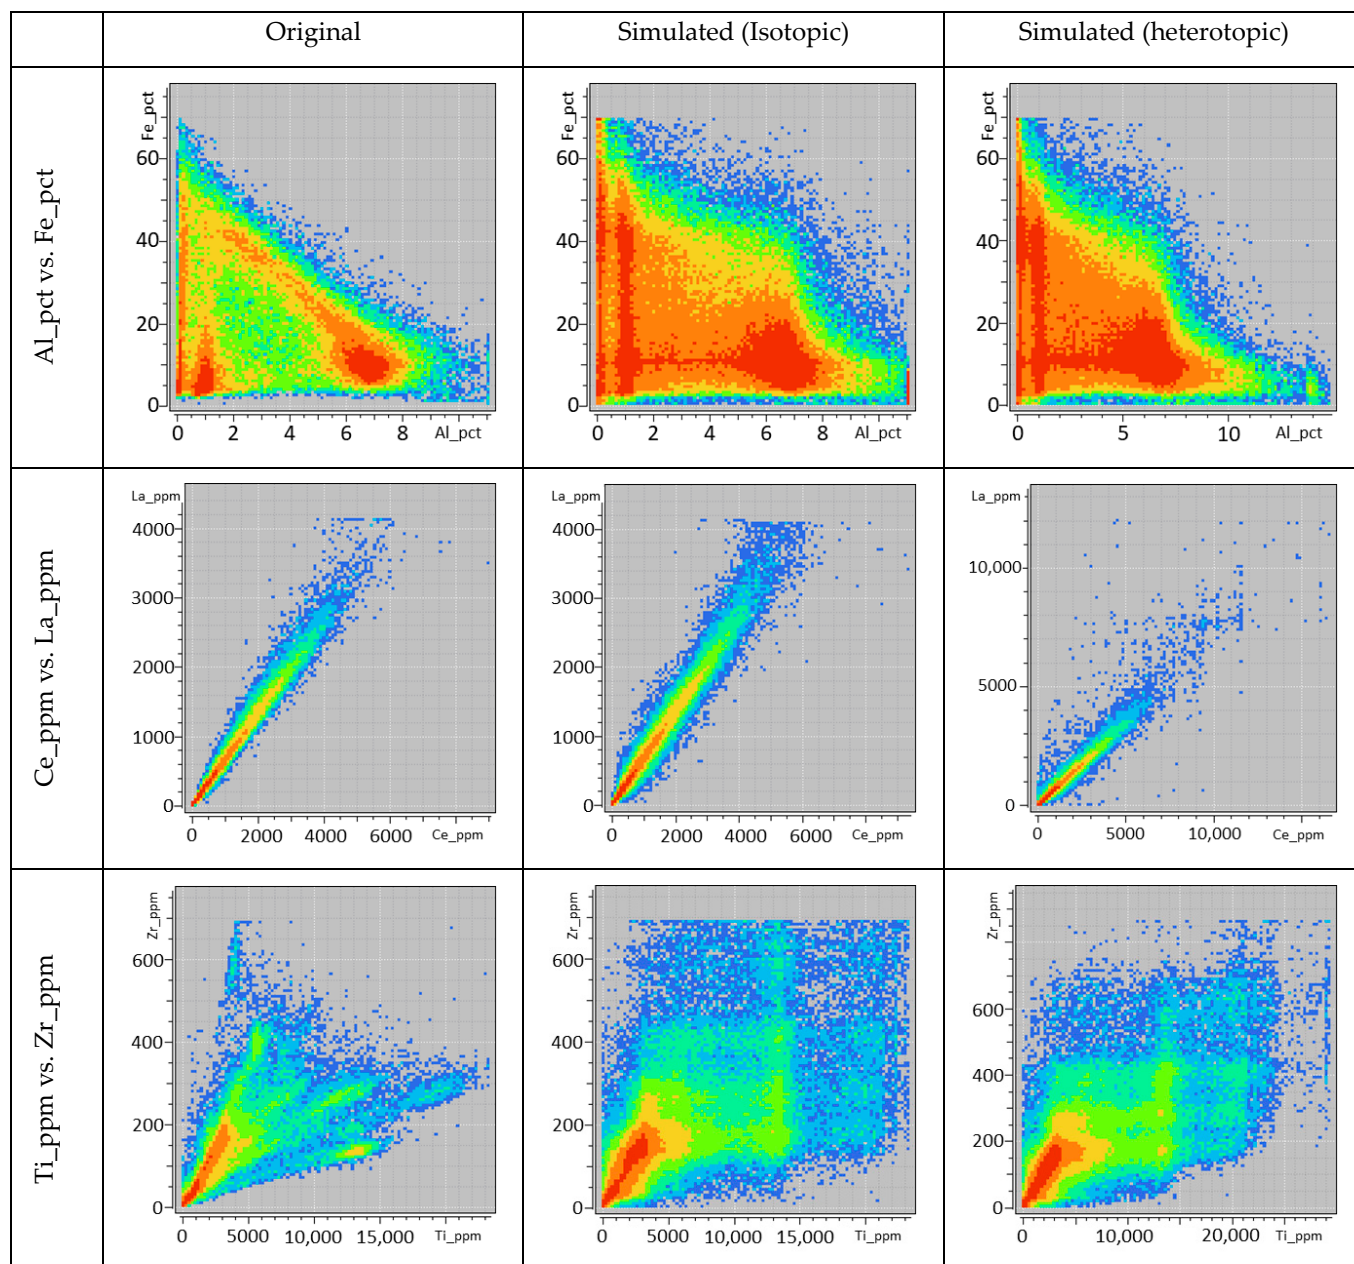 Original
Simulated (Isotopic)
Simulated (heterotopic)
Al_pct vs. Fe_pct
Fe_pct
60
40
20
0
0 2 4 6 8 Al_pct
Fe_pct
60
40
20
0
0 2 4 6 8 Al_pct
Fe_pct
60
40
20
0
0 5 10 Al_pct
Ce_ppm vs. La_ppm
La_ppm
4000
3000
2000
1000
0
0 2000 4000 6000 Ce_ppm
La_ppm
4000
3000
2000
1000
0
0 2000 4000 6000 Ce_ppm
La_ppm
10,000
5000
0
0 5000 10,000 Ce_ppm
Ti_ppm vs. Zr_ppm
Zr_ppm
600
400
200
0
0 5000 10,000 15,000 Ti_ppm
Zr_ppm
600
400
200
0
0 5000 10,000 15,000 Ti_ppm
Zr_ppm
600
400
200
0
0 10,000 20,000 Ti_ppm